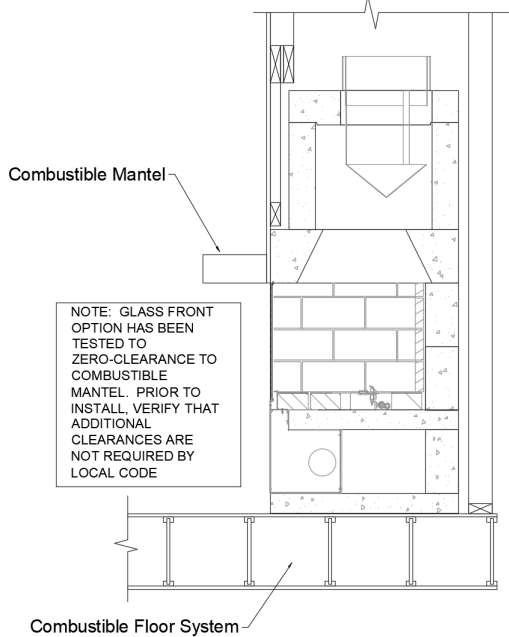 Combustible Mantel
NOTE:  GLASS FRONT
OPTION HAS BEEN
TESTED TO
ZERO-CLEARANCE TO
COMBUSTIBLE
MANTEL.  PRIOR TO
INSTALL, VERIFY THAT
ADDITIONAL
CLEARANCES ARE
NOT REQUIRED BY
LOCAL CODE
Combustible Floor System